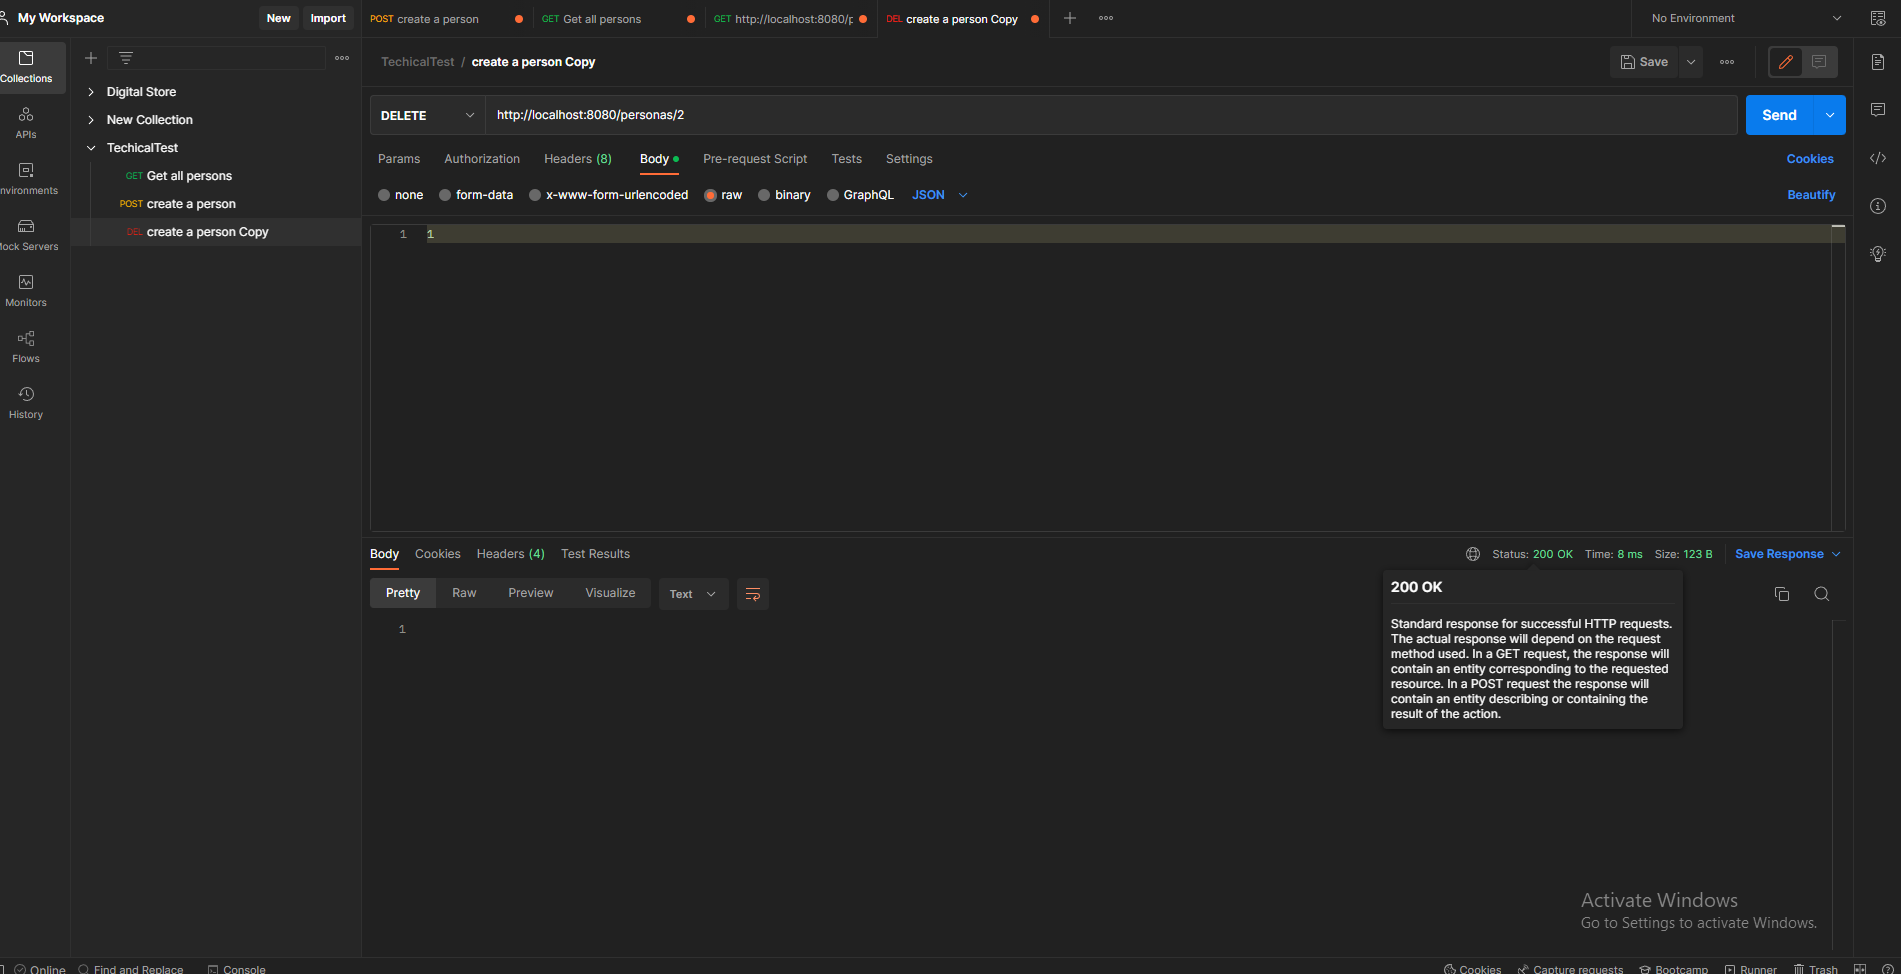 My Workspace
New
Import
POST create a person
GET Get all persons
GET http://localhost:8080/p
DEL create a person Copy
No Environment
Collections
APIs
nvironments
Mock Servers
Monitors
Flows
History
Digital Store
New Collection
TechicalTest
GET Get all persons
POST create a person
DEL create a person Copy
TechicalTest / create a person Copy
Save
DELETE
http://localhost:8080/personas/2
Send
Params
Authorization
Headers (8)
Body
Pre-request Script
Tests
Settings
Cookies
none
form-data
x-www-form-urlencoded
raw
binary
GraphQL
JSON
Beautify
1 1
Body
Cookies
Headers (4)
Test Results
Status: 200 OK
Time: 8 ms
Size: 123 B
Save Response
Pretty
Raw
Preview
Visualize
Text
1
200 OK
Standard response for successful HTTP requests.
The actual response will depend on the request
method used. In a GET request, the response will
contain an entity corresponding to the requested
resource. In a POST request the response will
contain an entity describing or containing the
result of the action.
Activate Windows
Go to Settings to activate Windows.
Online
Find and Replace
Console
Cookies
Capture requests
Bootcamp
Runner
Trash